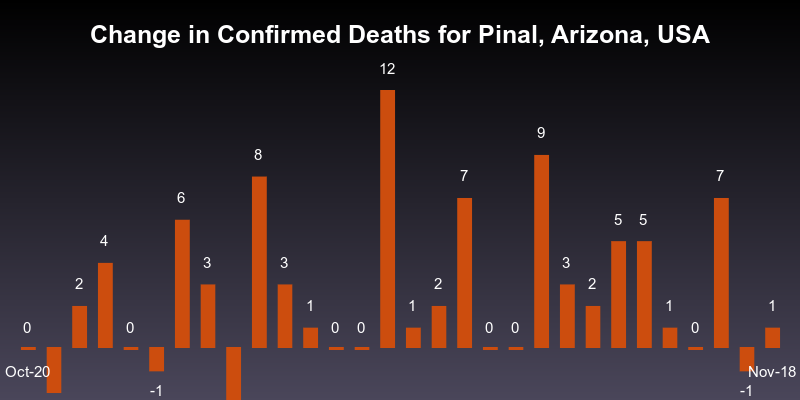 Change in Confirmed Deaths for Pinal, Arizona, USA
0 2 4 0 -1 6 3 8 3 1 0 0 12 1 2 7 0 0 9 3 2 5 5 1 0 7 -1 1
Oct-20 Nov-18